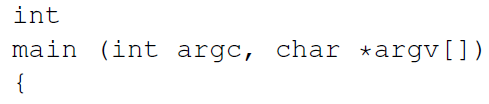 int
main (int argc, char *argv[])
{